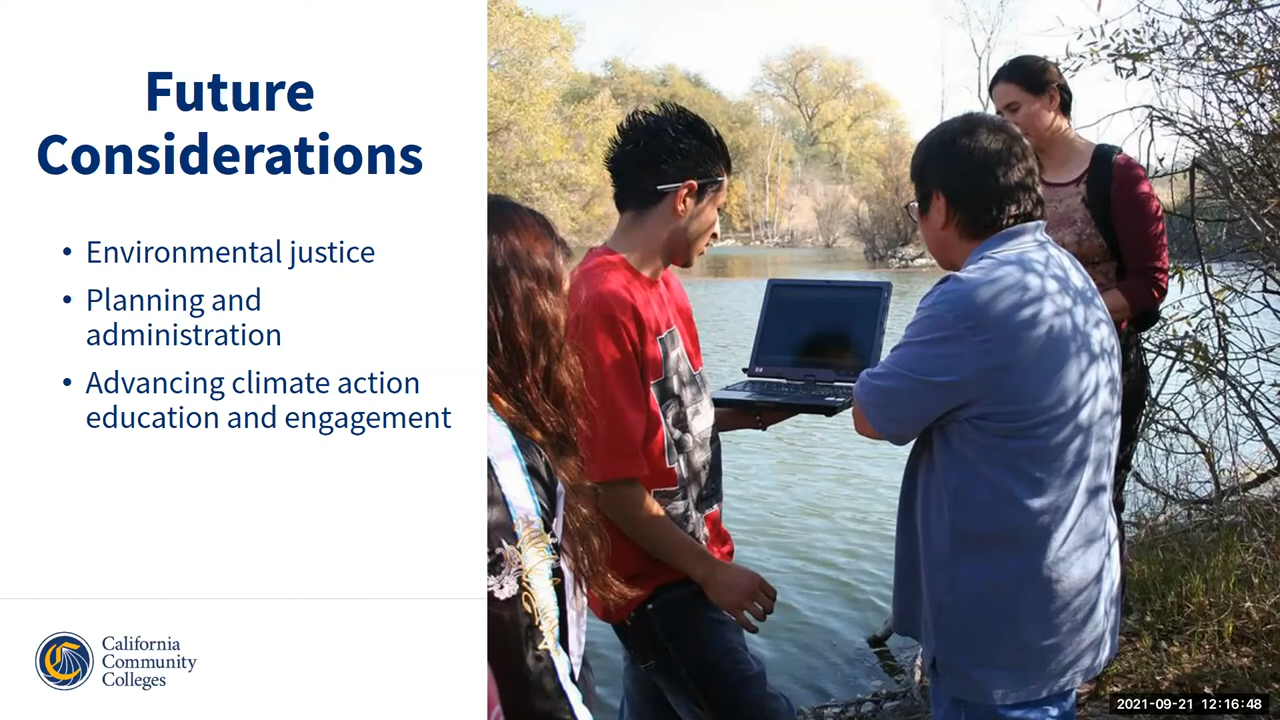 Future
Considerations
• Environmental justice
• Planning and
administration
• Advancing climate action
education and engagement
California
Community
Colleges
2021-09-21 12:16:48